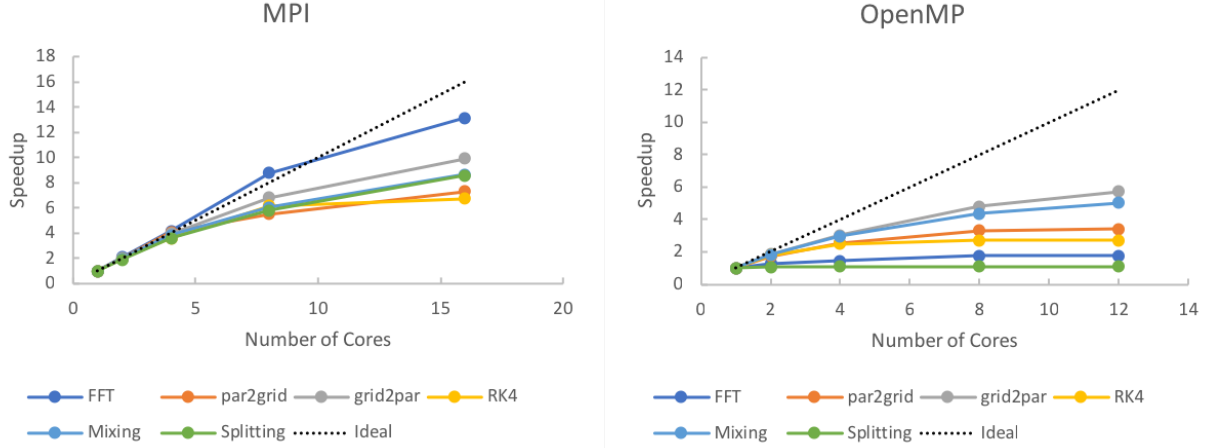 MPI
18
16
14
12
10
8
6
4
2
0
Speedup
0 5 10 15 20
Number of Cores
FFT par2grid grid2par RK4
Mixing Splitting Ideal
OpenMP
14
12
10
8
6
4
2
0
Speedup
0 2 4 6 8 10 12 14
Number of Cores
FFT par2grid grid2par RK4
Mixing Splitting Ideal